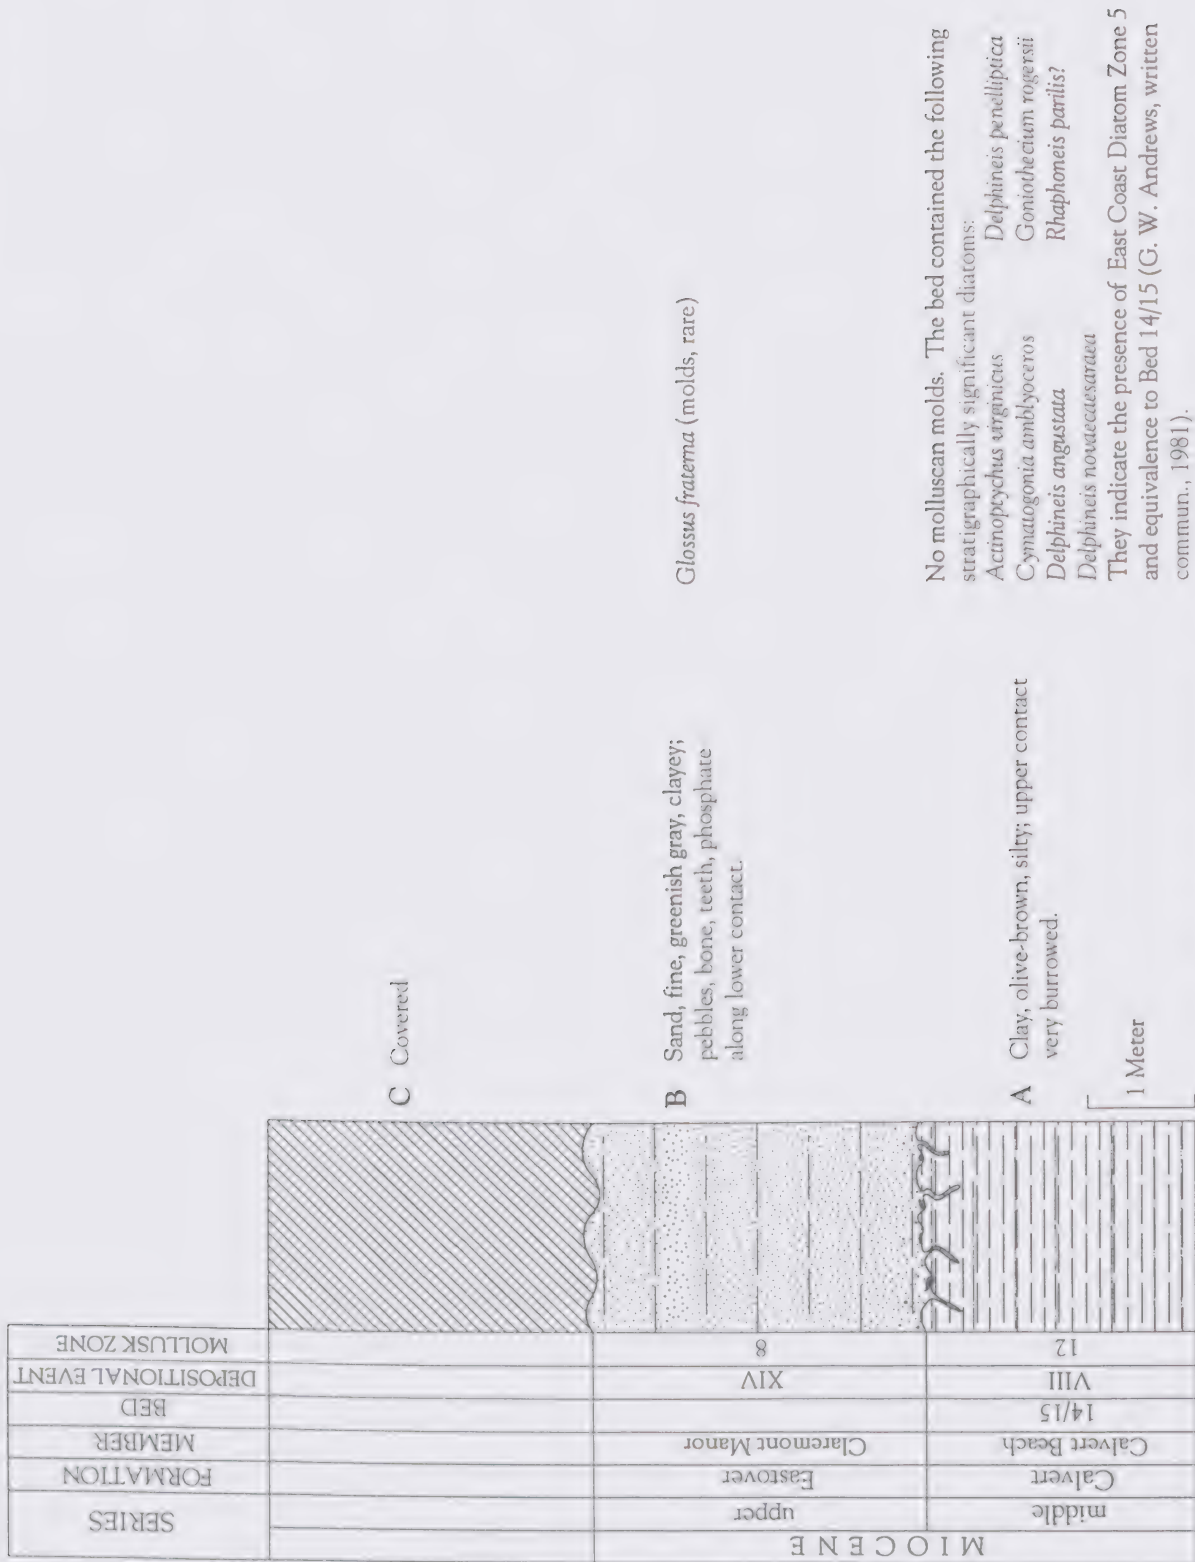 SERIES
FORMATION
MEMBER
BED
DEPOSITIONAL EVENT
MOLLUSK ZONE
MIOCENE
upper
Eastover
Claremont Manor
XIV
8
middle
Calvert
Calvert Beach
14/15
VIII
12
C Covered
B Sand, fine, greenish gray, clayey;
pebbles, bone, teeth, phosphate
along lower contact.
Glossus fraterna (molds, rare)
A Clay, olive-brown, silty; upper contact
very burrowed.
1 Meter
No molluscan molds. The bed contained the following
stratigraphically significant diatoms:
Actinoptychus virginicus Delphineis penelliptica
Cymatogonia amblyoceros Goniothecium rogersii
Delphineis angustata Rhaphoneis parilis?
Delphineis novaecaesaraea
They indicate the presence of East Coast Diatom Zone 5
and equivalence to Bed 14/15 (G. W. Andrews, written
commun., 1981).